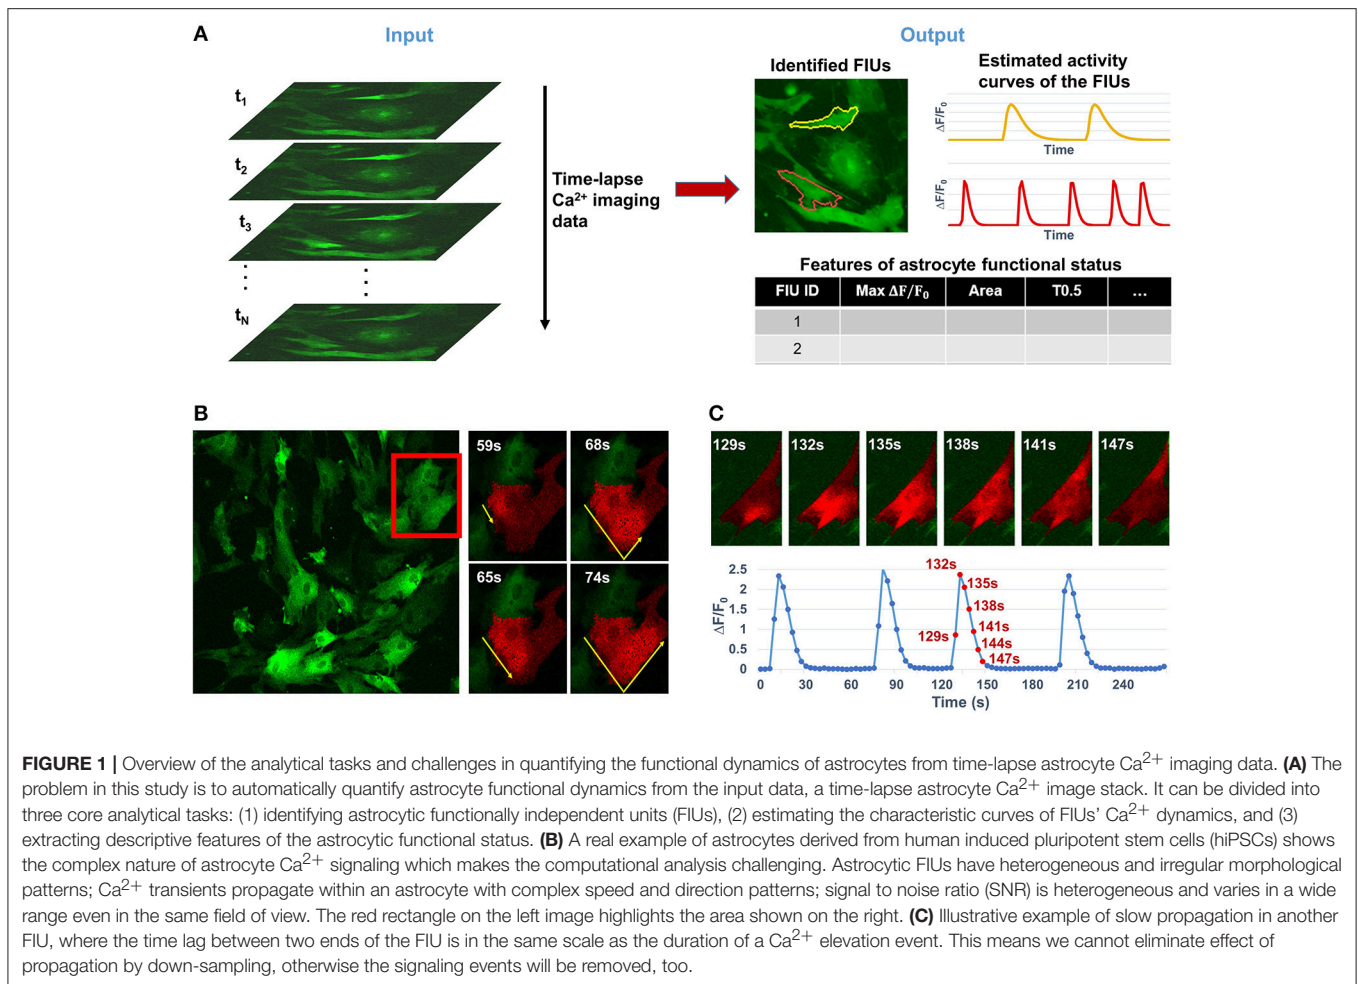 A
Input
Output
t1
t2
t3
tN
Time-lapse
Ca2+ imaging
data
Identified FIUs
Estimated activity
curves of the FIUs
ΔF/F0
Time
ΔF/F0
Time
Features of astrocyte functional status
FIU ID Max ΔF/F0 Area T0.5 ...
1
2
B
59s 68s
65s 74s
C
129s 132s 135s 138s 141s 147s
2.5
2
1.5
1
0.5
0
ΔF/F0
132s
135s
138s
129s
141s
144s
147s
0 30 60 90 120 150 180 210 240
Time (s)
FIGURE 1 | Overview of the analytical tasks and challenges in quantifying the functional dynamics of astrocytes from time-lapse astrocyte Ca2+ imaging data. (A) The
problem in this study is to automatically quantify astrocyte functional dynamics from the input data, a time-lapse astrocyte Ca2+ image stack. It can be divided into
three core analytical tasks: (1) identifying astrocytic functionally independent units (FIUs), (2) estimating the characteristic curves of FIUs' Ca2+ dynamics, and (3)
extracting descriptive features of the astrocytic functional status. (B) A real example of astrocytes derived from human induced pluripotent stem cells (hiPSCs) shows
the complex nature of astrocyte Ca2+ signaling which makes the computational analysis challenging. Astrocytic FIUs have heterogeneous and irregular morphological
patterns; Ca2+ transients propagate within an astrocyte with complex speed and direction patterns; signal to noise ratio (SNR) is heterogeneous and varies in a wide
range even in the same field of view. The red rectangle on the left image highlights the area shown on the right. (C) Illustrative example of slow propagation in another
FIU, where the time lag between two ends of the FIU is in the same scale as the duration of a Ca2+ elevation event. This means we cannot eliminate effect of
propagation by down-sampling, otherwise the signaling events will be removed, too.